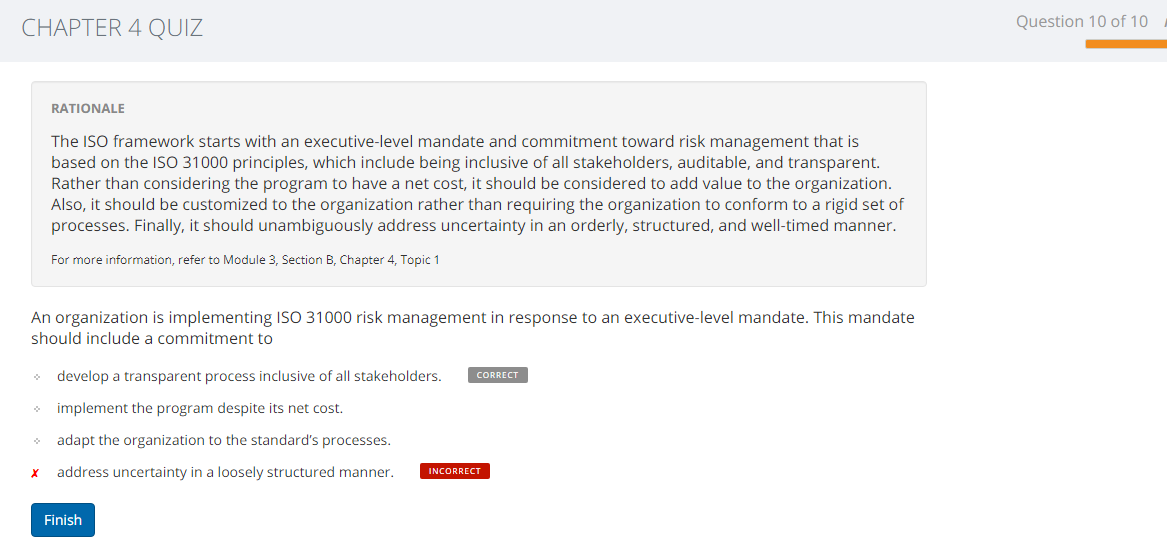 CHAPTER 4 QUIZ
Question 10 of 10
RATIONALE
The ISO framework starts with an executive-level mandate and commitment toward risk management that is
based on the ISO 31000 principles, which include being inclusive of all stakeholders, auditable, and transparent.
Rather than considering the program to have a net cost, it should be considered to add value to the organization.
Also, it should be customized to the organization rather than requiring the organization to conform to a rigid set of
processes. Finally, it should unambiguously address uncertainty in an orderly, structured, and well-timed manner.
For more information, refer to Module 3, Section B, Chapter 4, Topic 1
An organization is implementing ISO 31000 risk management in response to an executive-level mandate. This mandate
should include a commitment to
develop a transparent process inclusive of all stakeholders. CORRECT
implement the program despite its net cost.
adapt the organization to the standard's processes.
✗ address uncertainty in a loosely structured manner. INCORRECT
Finish